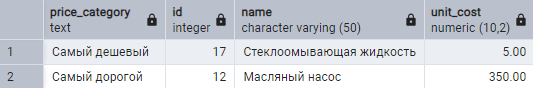 price_category id name unit_cost
text integer character varying (50) numeric (10,2)
1 Самый дешевый 17 Стеклоомывающая жидкость 5.00
2 Самый дорогой 12 Масляный насос 350.00